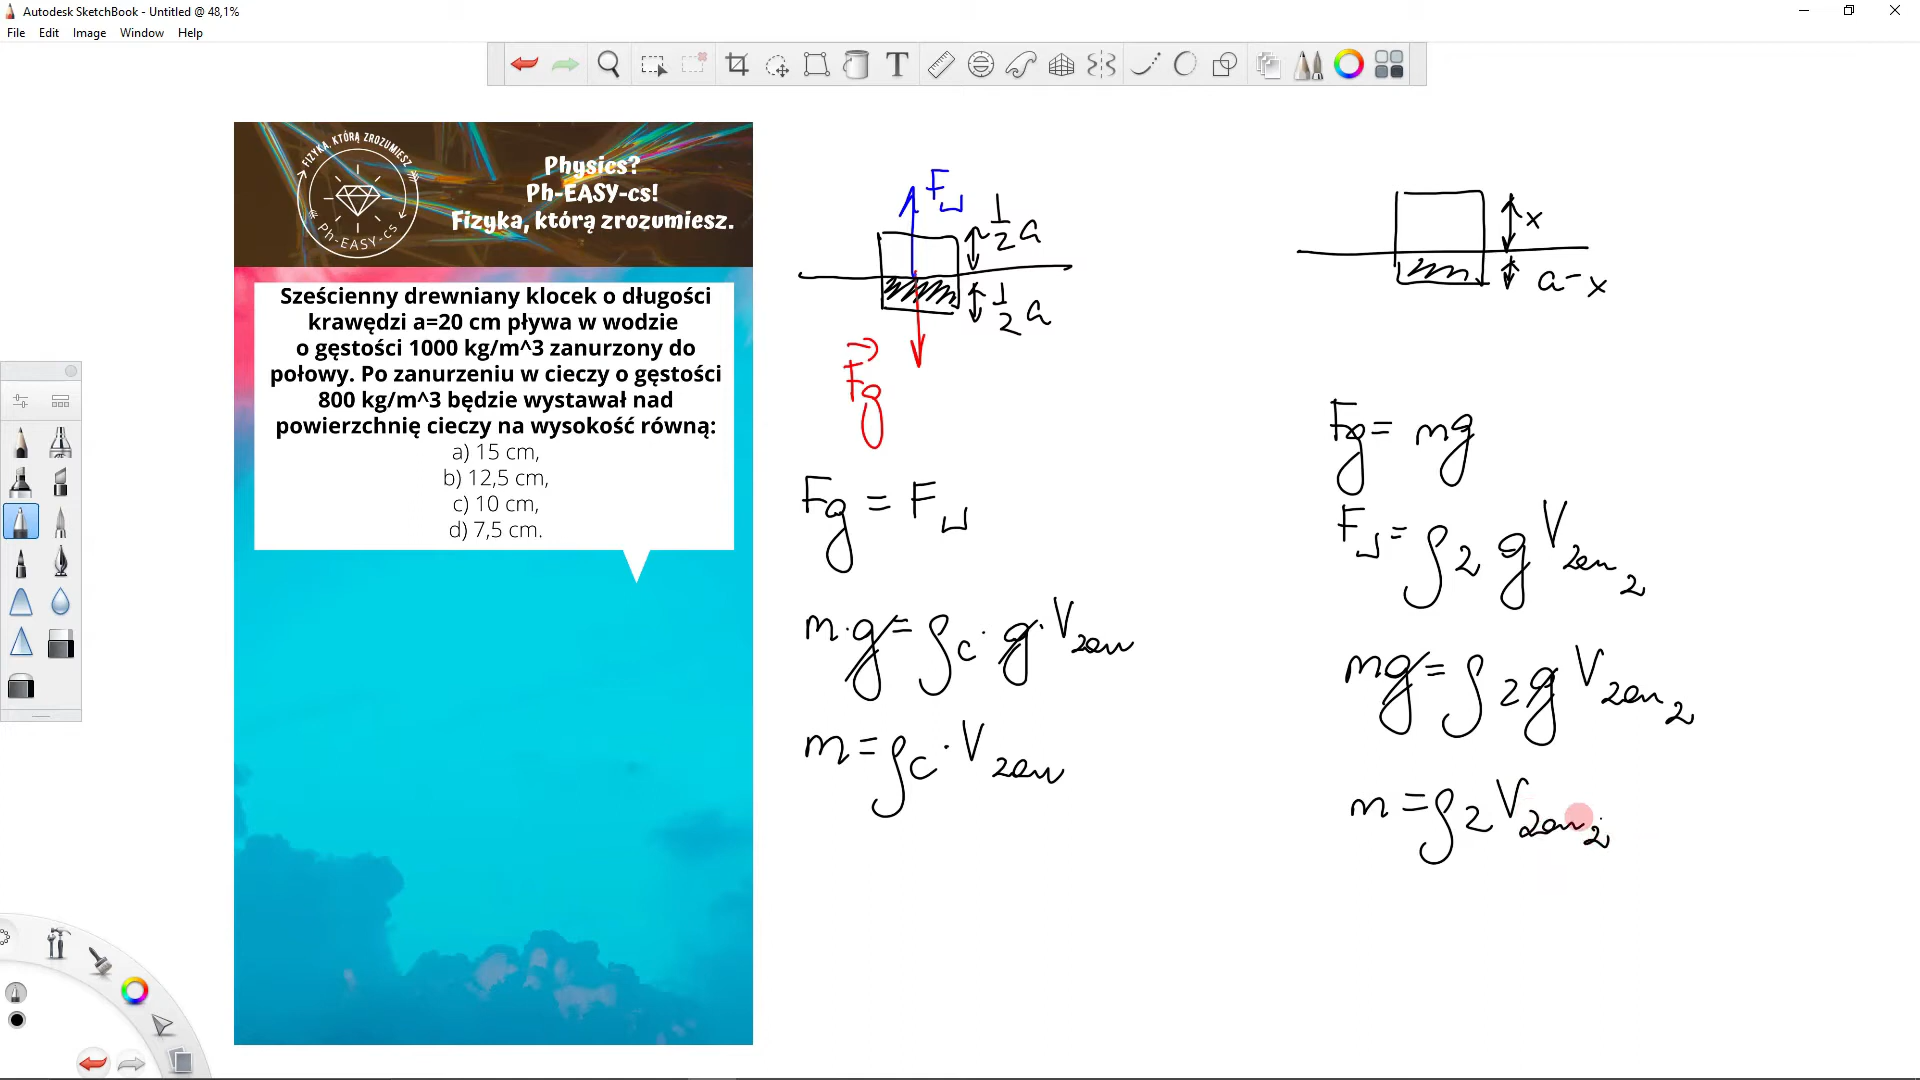 Autodesk SketchBook - Untitled @ 48,1%
File Edit Image Window Help
T
FIZYKA, KTÓRĄ ZROZUMIESZ
Ph-EASY-cs
Physics?
Ph-EASY-cs!
Fizyka, którą zrozumiesz.
Sześcienny drewniany klocek o długości
krawędzi a=20 cm pływa w wodzie
o gęstości 1000 kg/m^3 zanurzony do
połowy. Po zanurzeniu w cieczy o gęstości
800 kg/m^3 będzie wystawał nad
powierzchnię cieczy na wysokość równą:
a) 15 cm,
b) 12,5 cm,
c) 10 cm,
d) 7,5 cm.
Fw
1/2 a
1/2 a
Fg
Fg = Fw
m·g = ρc · g · Vzan
m = ρc · Vzan
x
a-x
Fg = mg
Fw = ρ2 g Vzan2
mg = ρ2 g Vzan2
m = ρ2 Vzan2